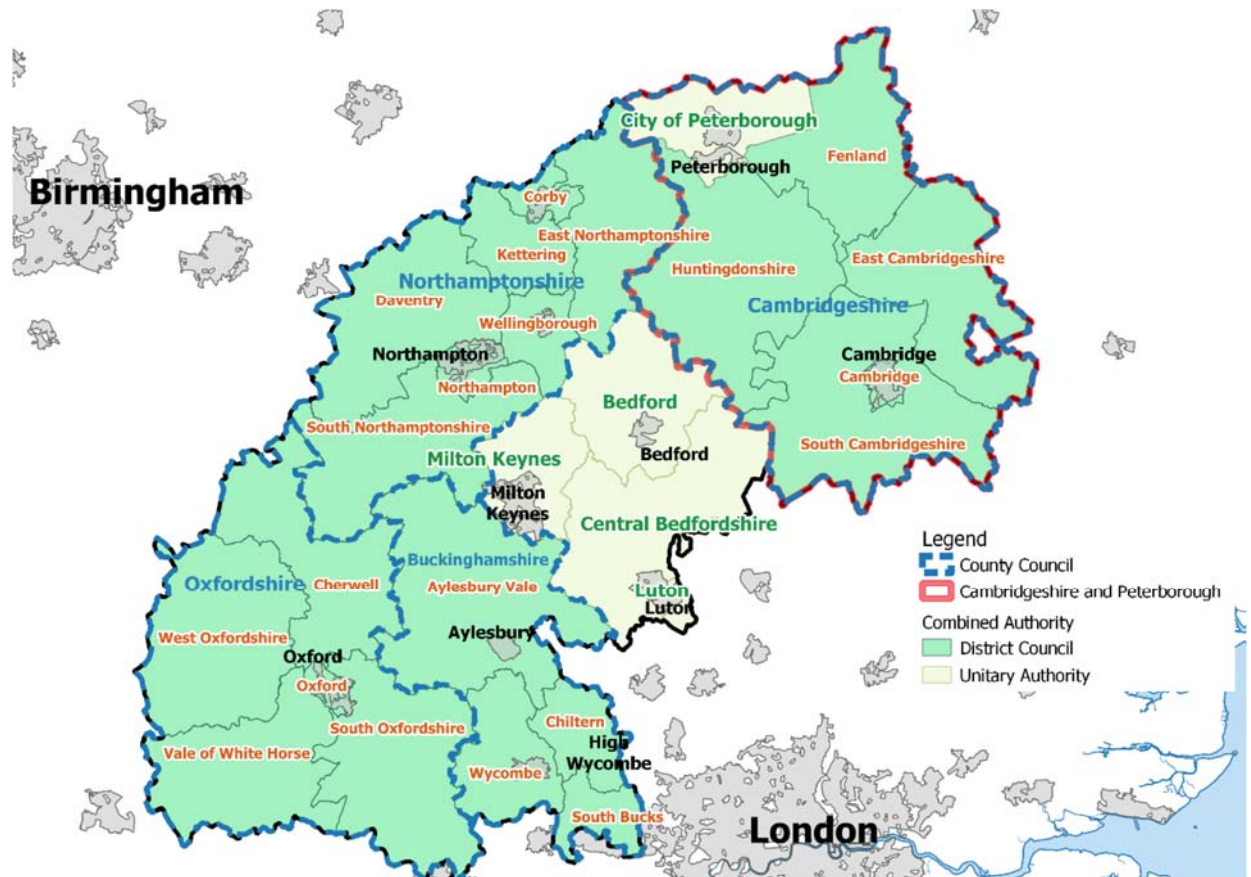 City of Peterborough
Peterborough
Fenland
Birmingham
Corby
East Northamptonshire
Kettering
Huntingdonshire
East Cambridgeshire
Northamptonshire
Daventry
Cambridgeshire
Wellingborough
Northampton
Cambridge
Cambridge
Northampton
Bedford
South Northamptonshire
South Cambridgeshire
Bedford
Milton Keynes
Milton
Keynes
Central Bedfordshire
Legend
County Council
Cambridgeshire and Peterborough
Combined Authority
District Council
Unitary Authority
Buckinghamshire
Oxfordshire
Cherwell
Aylesbury Vale
Luton
Luton
West Oxfordshire
Aylesbury
Oxford
Oxford
South Oxfordshire
Chiltern
High
Wycombe
Vale of White Horse
Wycombe
South Bucks
London